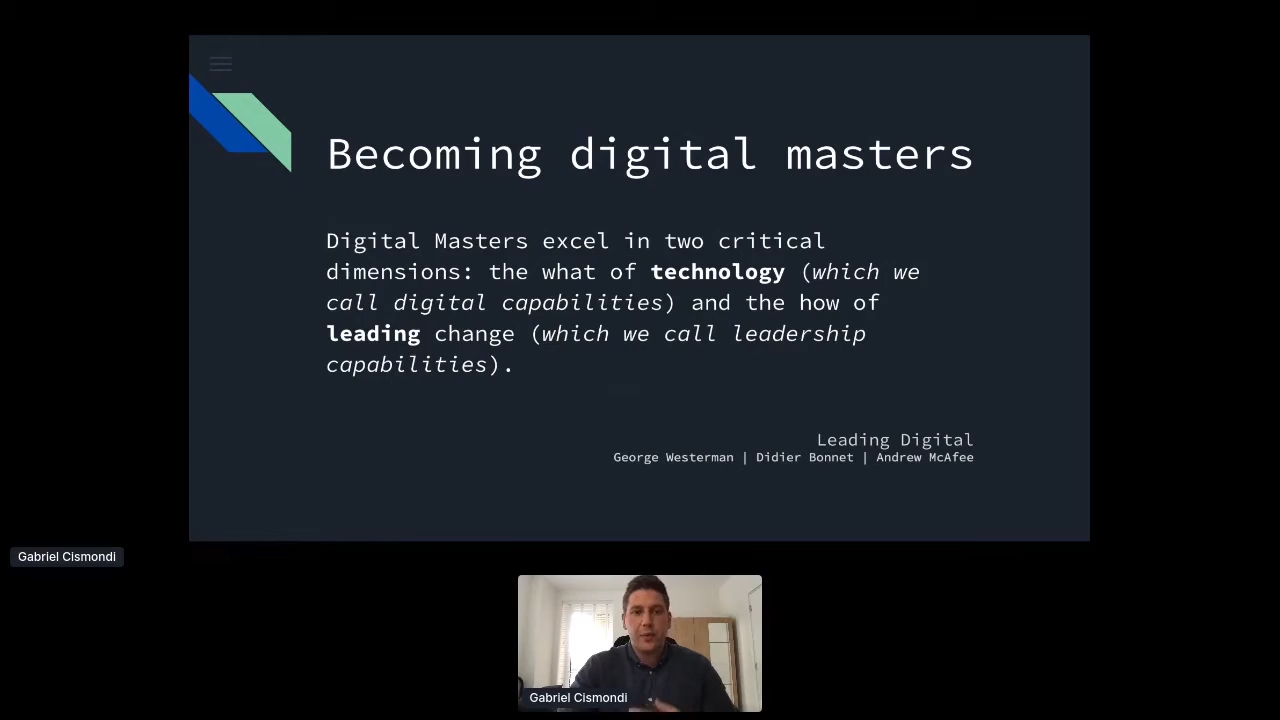 Becoming digital masters
Digital Masters excel in two critical
dimensions: the what of technology (which we
call digital capabilities) and the how of
leading change (which we call leadership
capabilities).
Leading Digital
George Westerman | Didier Bonnet | Andrew McAfee
Gabriel Cismondi
Gabriel Cismondi